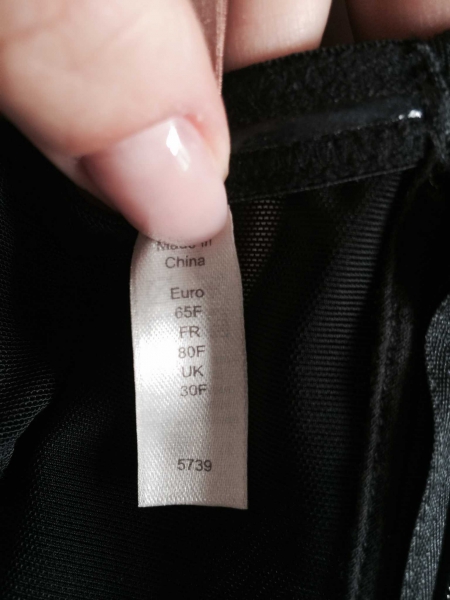 Made in
China
Euro
65F
FR
80F
UK
30F
5739